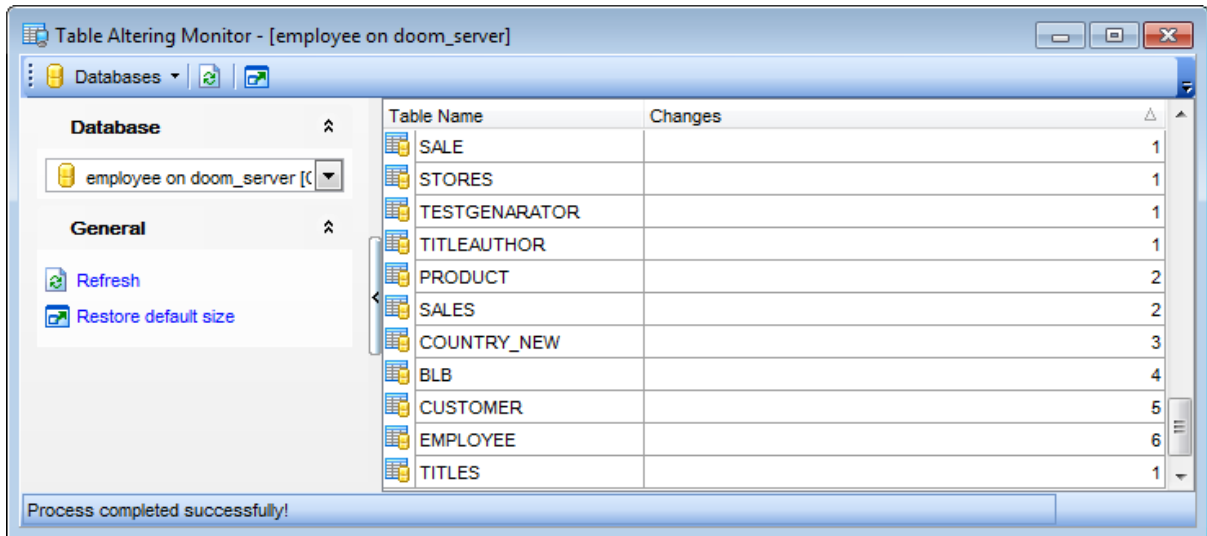 Table Altering Monitor - [employee on doom_server]
Databases
Database
employee on doom_server [(
General
Refresh
Restore default size
Table Name Changes
SALE 1
STORES 1
TESTGENARATOR 1
TITLEAUTHOR 1
PRODUCT 2
SALES 2
COUNTRY_NEW 3
BLB 4
CUSTOMER 5
EMPLOYEE 6
TITLES 1
Process completed successfully!